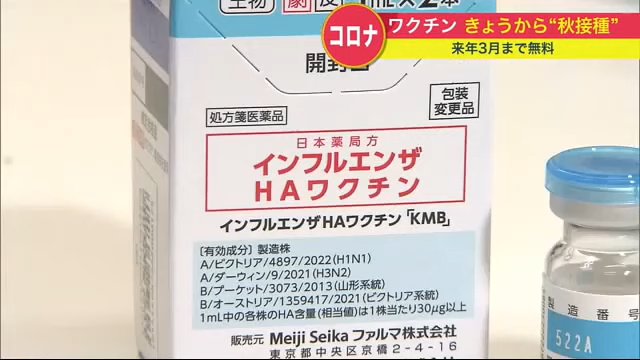 コロナ
ワクチン きょうから“秋接種”
来年3月まで無料
生物
劇
2本
処方箋医薬品
包装
変更品
日本薬局方
インフルエンザ
HAワクチン
インフルエンザHAワクチン「KMB」
〔有効成分〕製造株
A/ビクトリア/4897/2022(H1N1)
A/ダーウィン/9/2021(H3N2)
B/プーケット/3073/2013(山形系統)
B/オーストリア/1359417/2021(ビクトリア系統)
1mL中の各株のHA含量(相当値)は1株当たり30μg以上
販売元 Meiji Seika ファルマ株式会社
東京都中央区京橋2-4-16
製造番号
522A